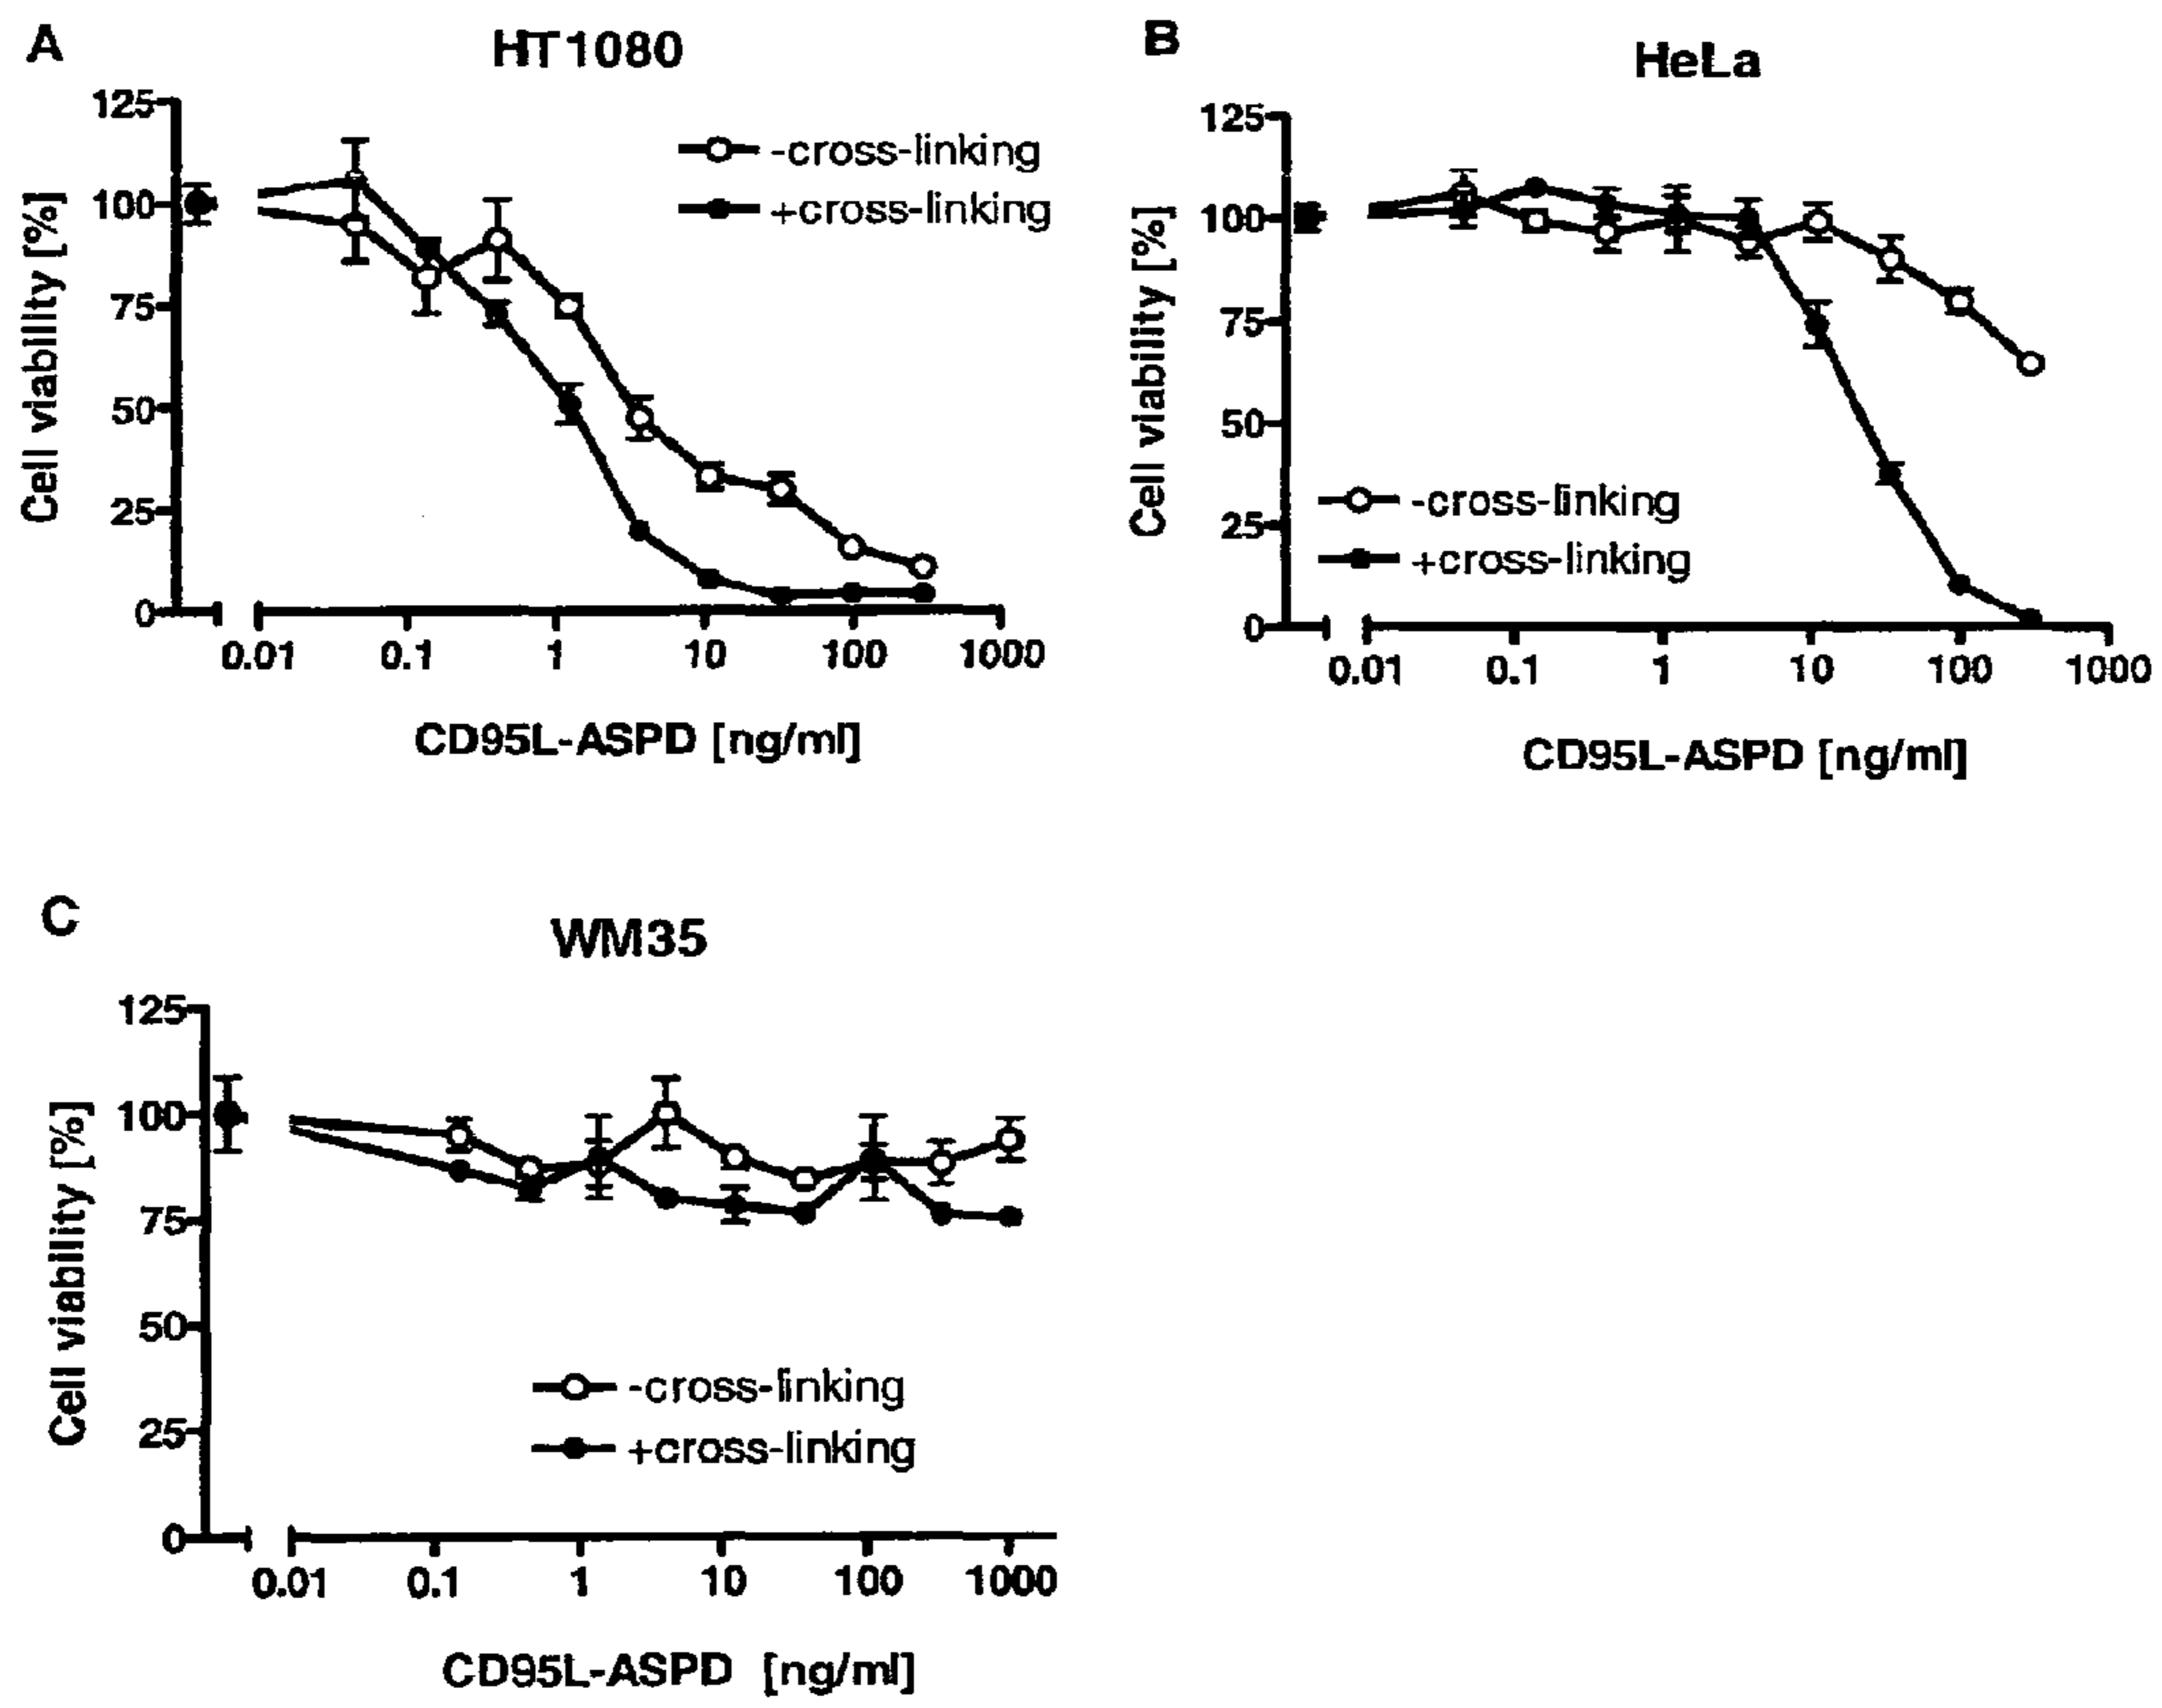 A
HT1080
125
100
75
50
25
0
Cell viability [%]
-cross-linking
+cross-linking
0.01 0.1 1 10 100 1000
CD95L-ASPD [ng/ml]
B
HeLa
125
100
75
50
25
0
Cell viability [%]
-cross-linking
+cross-linking
0.01 0.1 1 10 100 1000
CD95L-ASPD [ng/ml]
C
WM35
125
100
75
50
25
0
Cell viability [%]
-cross-linking
+cross-linking
0.01 0.1 1 10 100 1000
CD95L-ASPD [ng/ml]